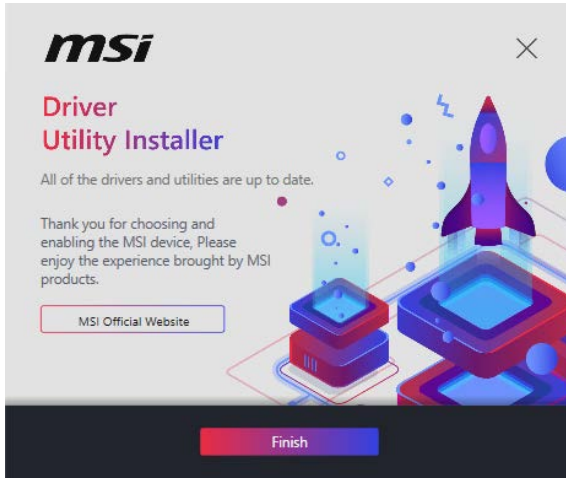 msi
Driver
Utility Installer
All of the drivers and utilities are up to date.
Thank you for choosing and
enabling the MSI device, Please
enjoy the experience brought by MSI
products.
MSI Official Website
Finish